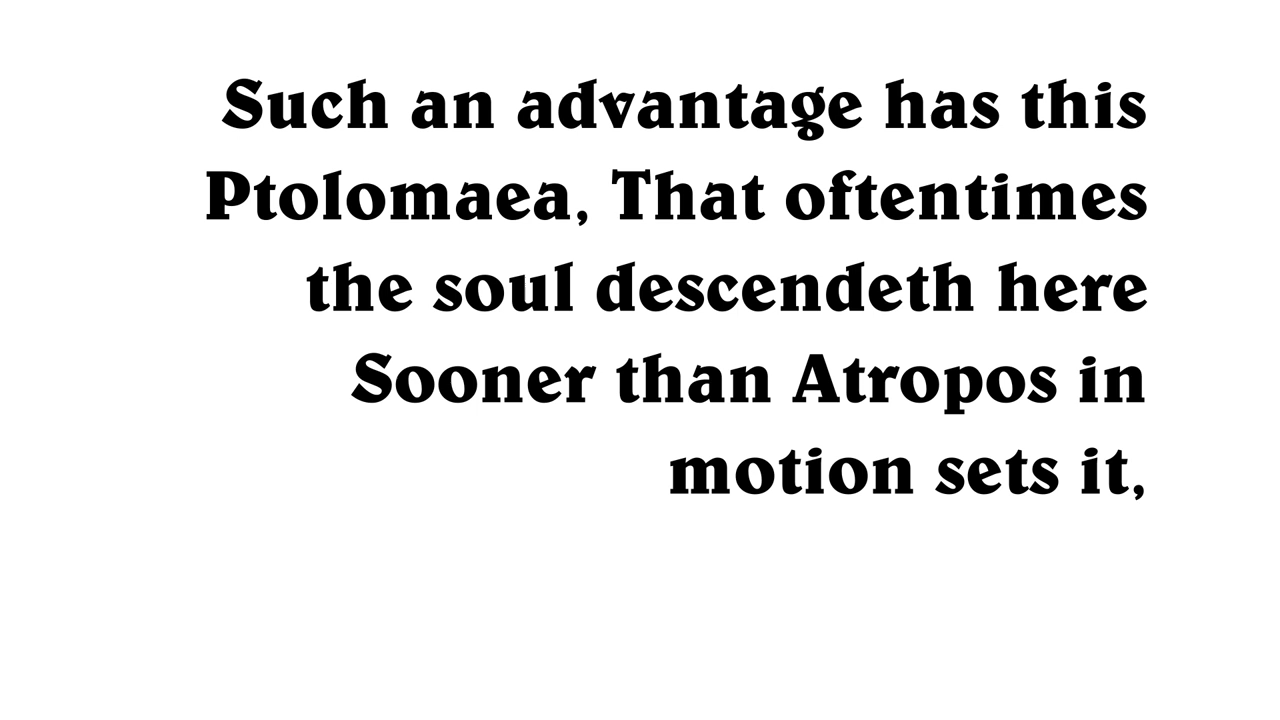 Such an advantage has this
Ptolomaea, That oftentimes
the soul descendeth here
Sooner than Atropos in
motion sets it,